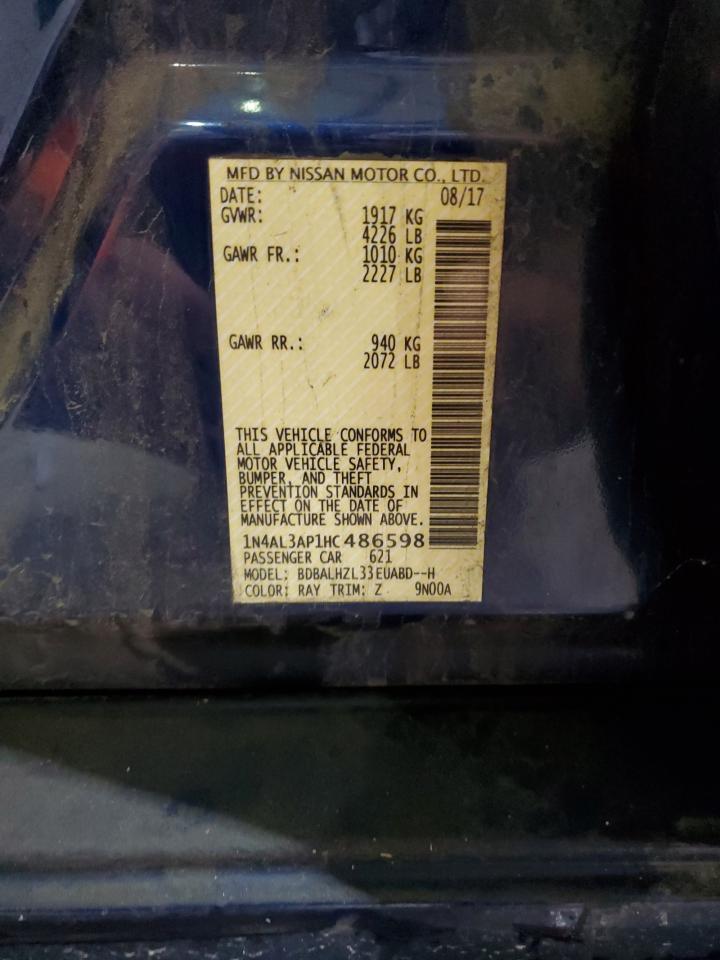 MFD BY NISSAN MOTOR CO., LTD.
DATE: 08/17
GVWR: 1917 KG
4226 LB
GAWR FR.: 1010 KG
2227 LB
GAWR RR.: 940 KG
2072 LB
THIS VEHICLE CONFORMS TO
ALL APPLICABLE FEDERAL
MOTOR VEHICLE SAFETY,
BUMPER, AND THEFT
PREVENTION STANDARDS IN
EFFECT ON THE DATE OF
MANUFACTURE SHOWN ABOVE.
1N4AL3AP1HC486598
PASSENGER CAR 621
MODEL: BDBALHZL33EUABD--H
COLOR: RAY TRIM: Z 9N00A